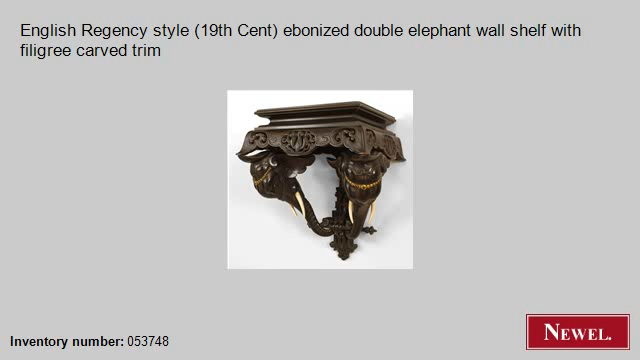 English Regency style (19th Cent) ebonized double elephant wall shelf with
filigree carved trim
Inventory number: 053748
NEWEL.